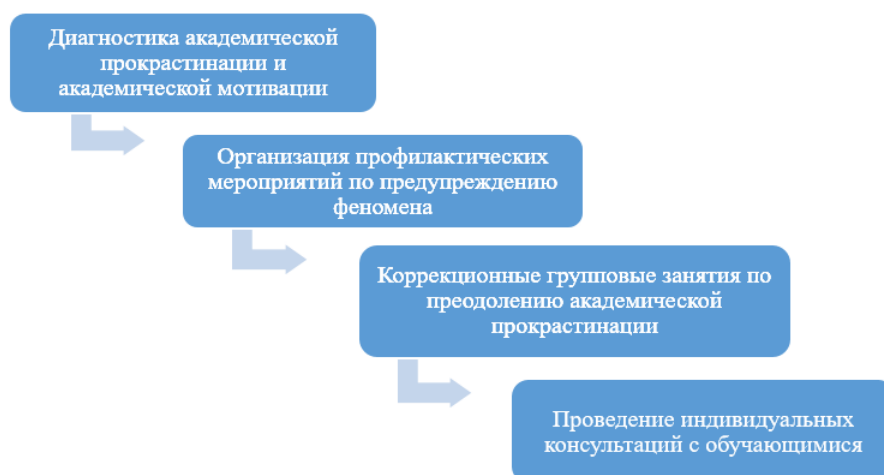 Диагностика академической
прокрастинации и
академической мотивации
Организация профилактических
мероприятий по предупреждению
феномена
Коррекционные групповые занятия по
преодолению академической
прокрастинации
Проведение индивидуальных
консультаций с обучающимися